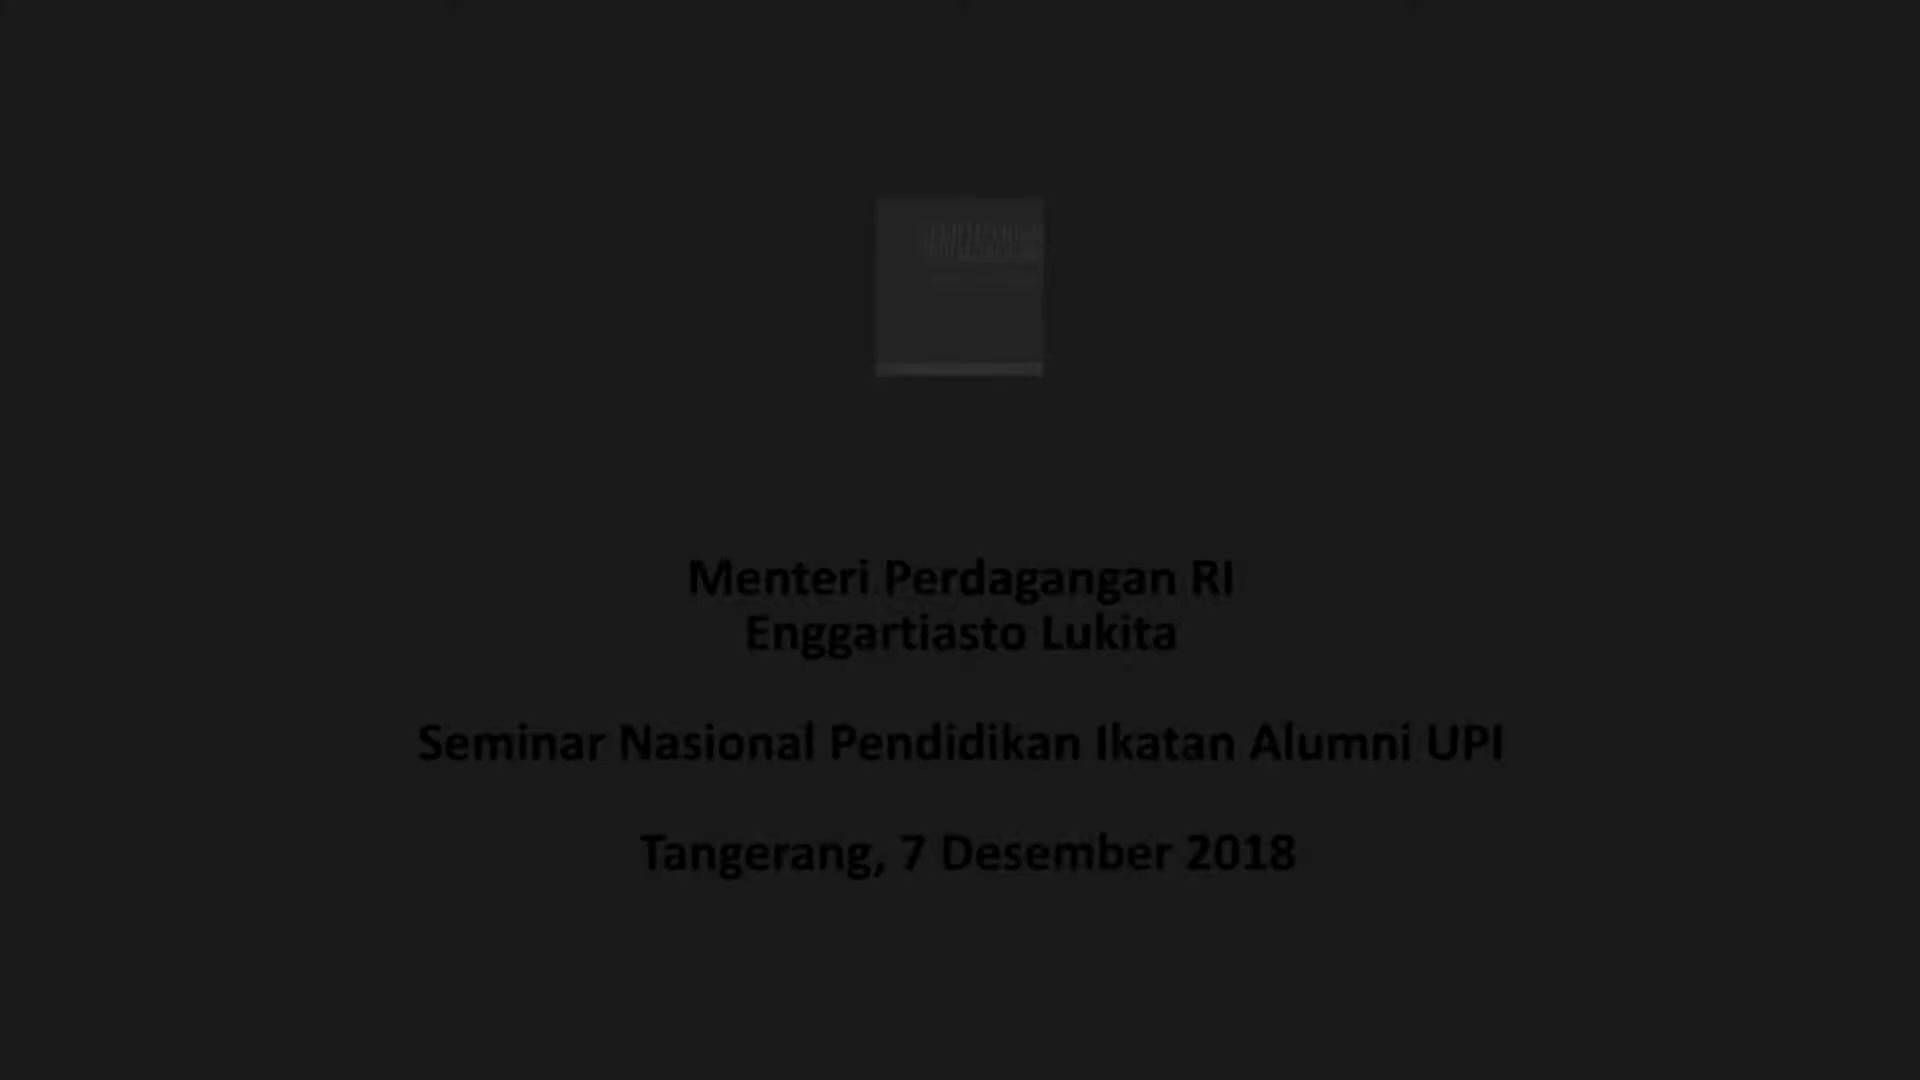 Menteri Perdagangan RI
Enggartiasto Lukita
Seminar Nasional Pendidikan Ikatan Alumni UPI
Tangerang, 7 Desember 2018